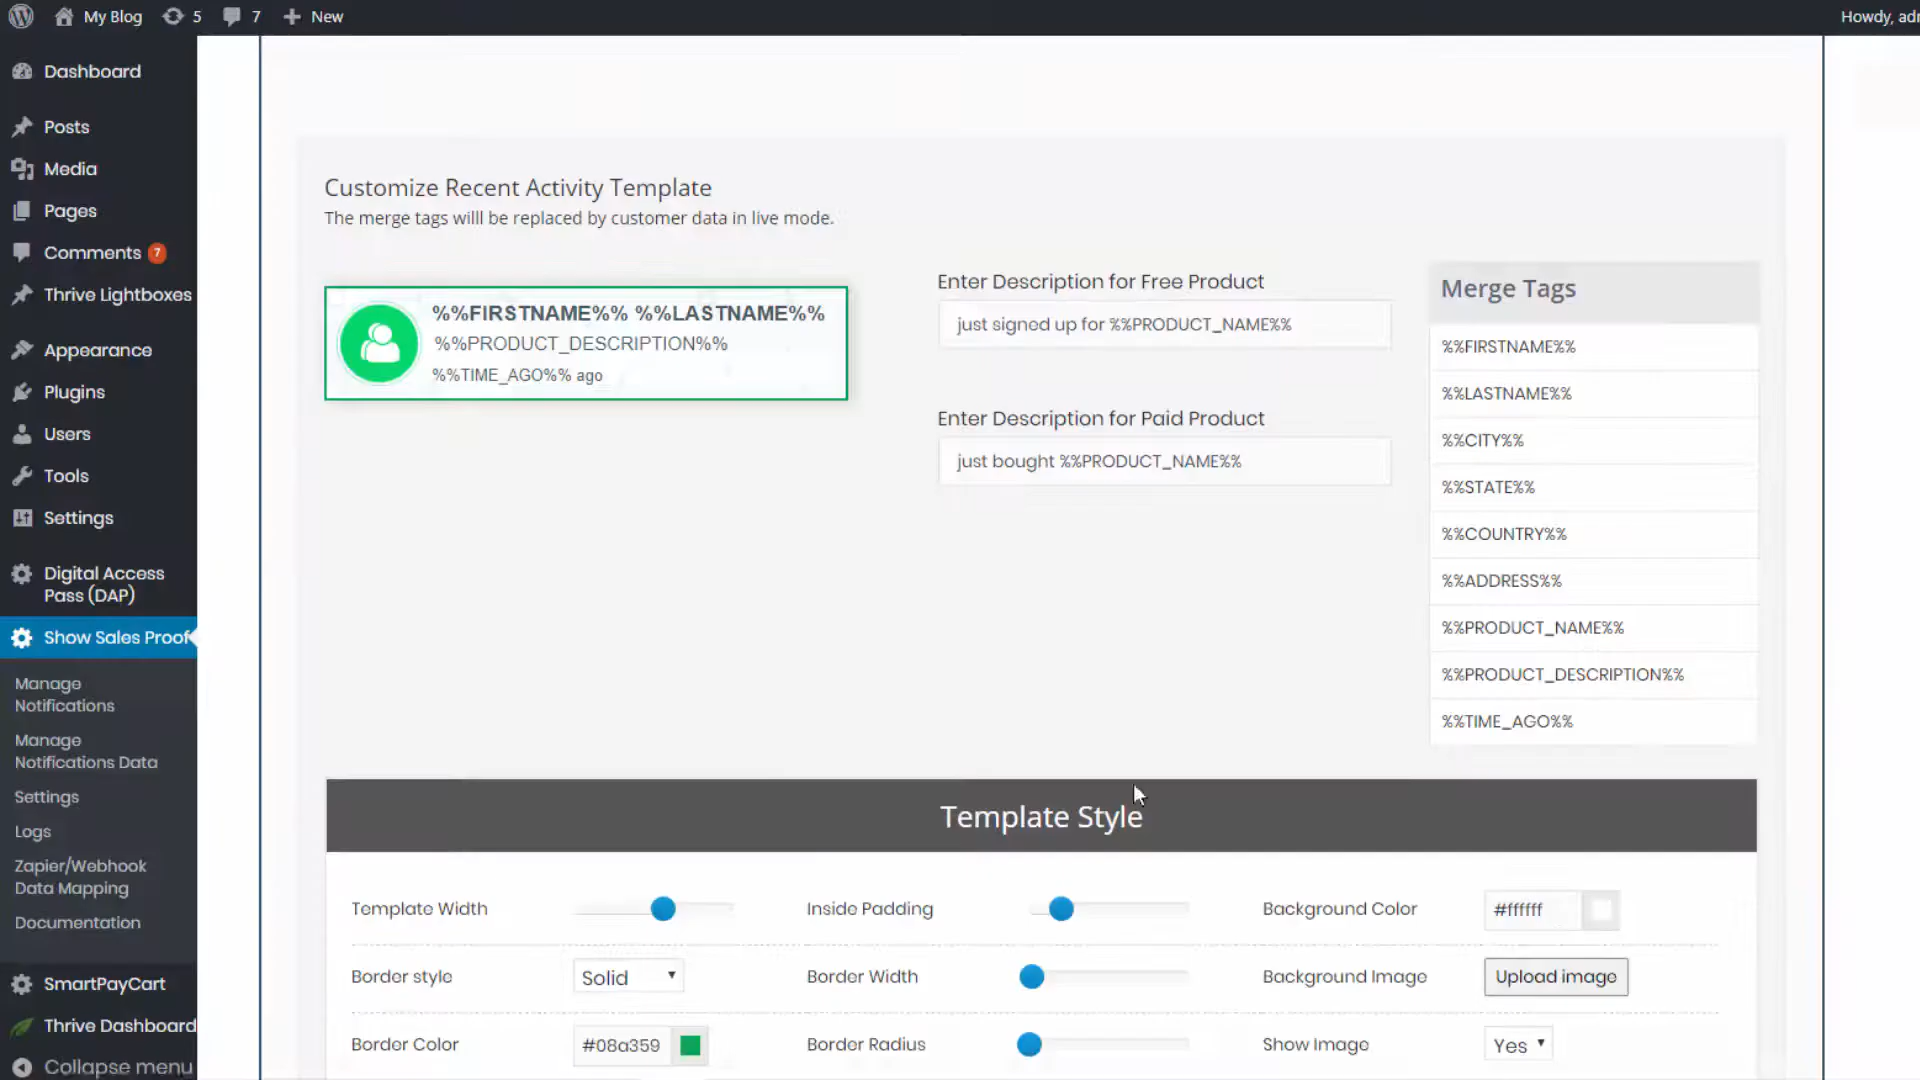 My Blog 5 7 New Howdy, adm
Dashboard
Posts
Media
Pages
Comments 7
Thrive Lightboxes
Appearance
Plugins
Users
Tools
Settings
Digital Access
Pass (DAP)
Show Sales Proof
Manage
Notifications
Manage
Notifications Data
Settings
Logs
Zapier/Webhook
Data Mapping
Documentation
SmartPayCart
Thrive Dashboard
Collapse menu
Customize Recent Activity Template
The merge tags willl be replaced by customer data in live mode.
%%FIRSTNAME%% %%LASTNAME%%
%%PRODUCT_DESCRIPTION%%
%%TIME_AGO%% ago
Enter Description for Free Product
just signed up for %%PRODUCT_NAME%%
Enter Description for Paid Product
just bought %%PRODUCT_NAME%%
Merge Tags
%%FIRSTNAME%%
%%LASTNAME%%
%%CITY%%
%%STATE%%
%%COUNTRY%%
%%ADDRESS%%
%%PRODUCT_NAME%%
%%PRODUCT_DESCRIPTION%%
%%TIME_AGO%%
Template Style
Template Width Inside Padding Background Color #ffffff
Border style Solid Border Width Background Image Upload image
Border Color #08a359 Border Radius Show Image Yes